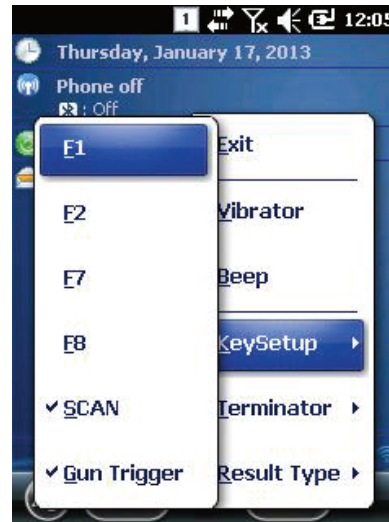 1 12:05
Thursday, January 17, 2013
Phone off
: Off
F1
F2
F7
F8
SCAN
Gun Trigger
Exit
Vibrator
Beep
KeySetup
Terminator
Result Type